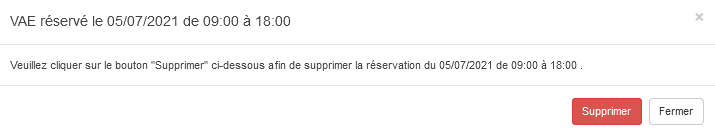 VAE réservé le 05/07/2021 de 09:00 à 18:00
×
Veuillez cliquer sur le bouton "Supprimer" ci-dessous afin de supprimer la réservation du 05/07/2021 de 09:00 à 18:00 .
Supprimer Fermer